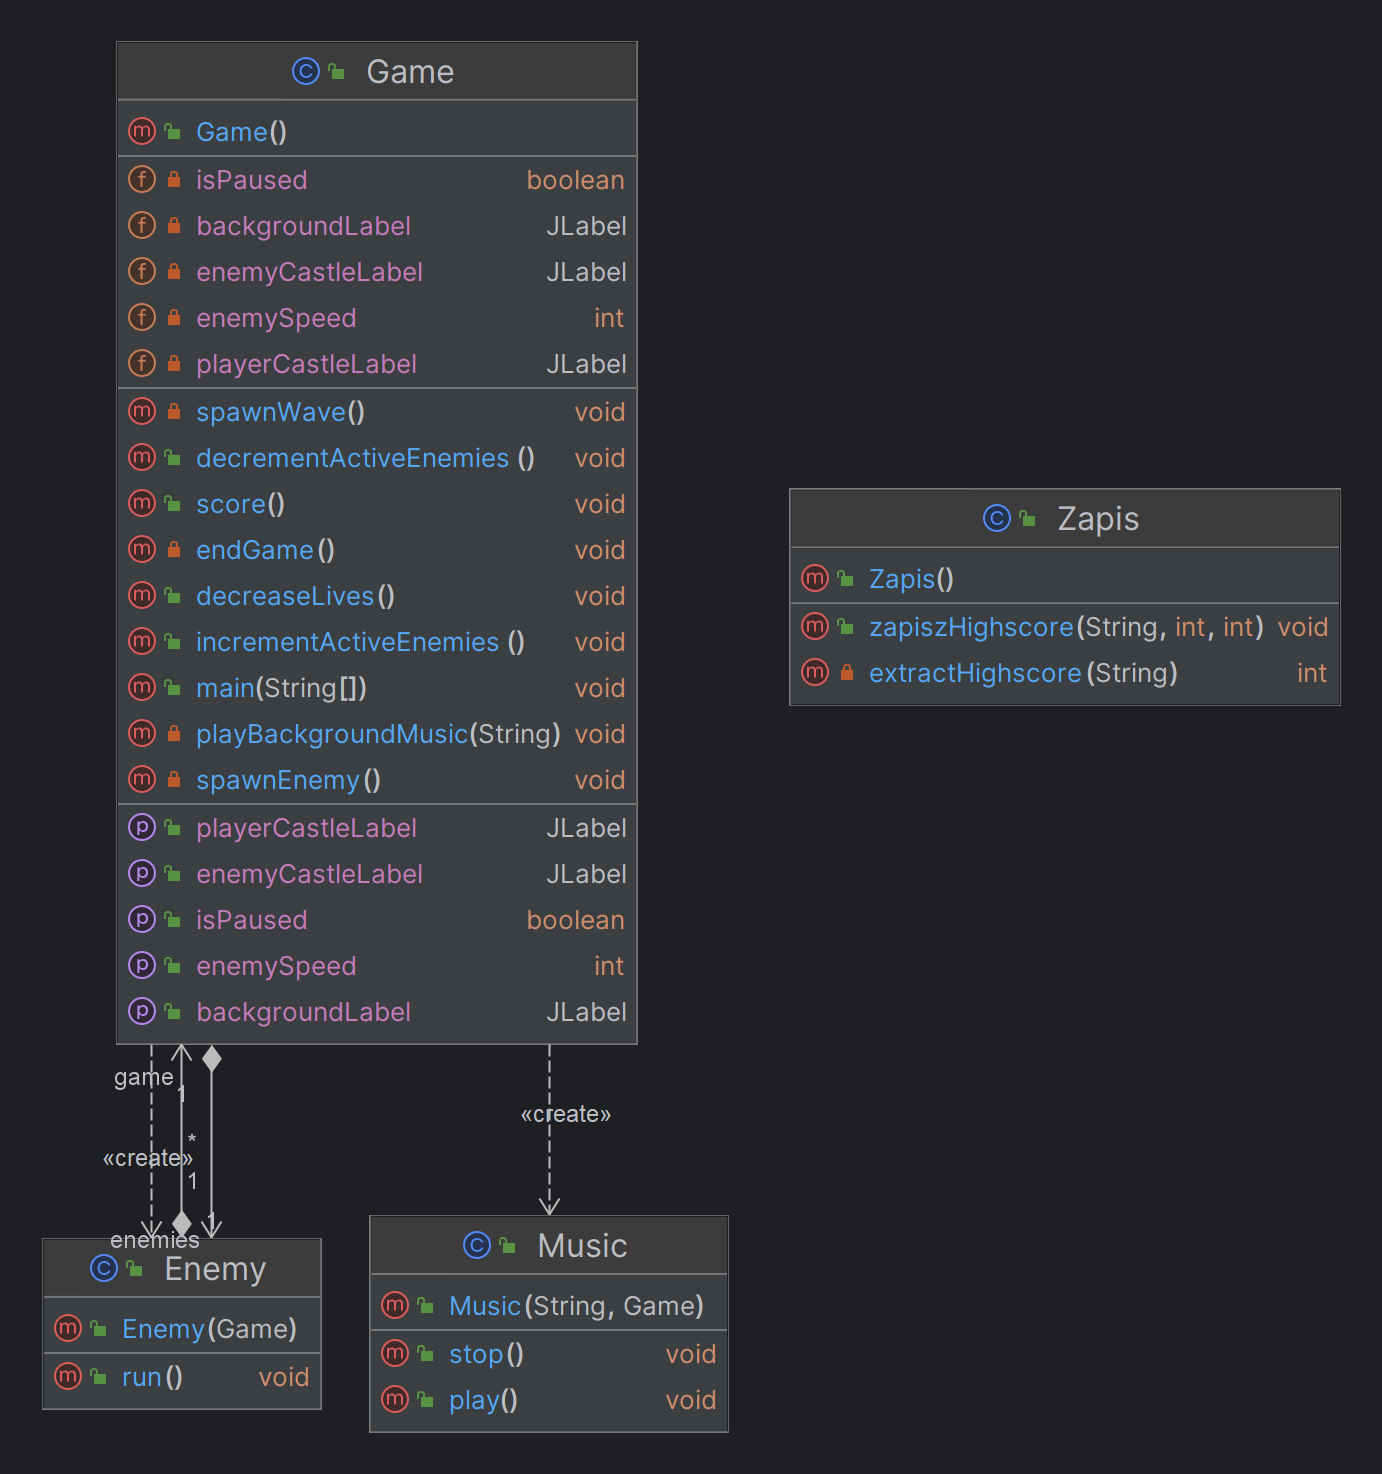 Game
Game()
isPaused boolean
backgroundLabel JLabel
enemyCastleLabel JLabel
enemySpeed int
playerCastleLabel JLabel
spawnWave() void
decrementActiveEnemies () void
score() void
endGame() void
decreaseLives() void
incrementActiveEnemies () void
main(String[]) void
playBackgroundMusic(String) void
spawnEnemy() void
playerCastleLabel JLabel
enemyCastleLabel JLabel
isPaused boolean
enemySpeed int
backgroundLabel JLabel
Zapis
Zapis()
zapiszHighscore(String, int, int) void
extractHighscore(String) int
game
1
«create»
*
«create»
1
1
enemies
Enemy
Enemy(Game)
run() void
Music
Music(String, Game)
stop() void
play() void